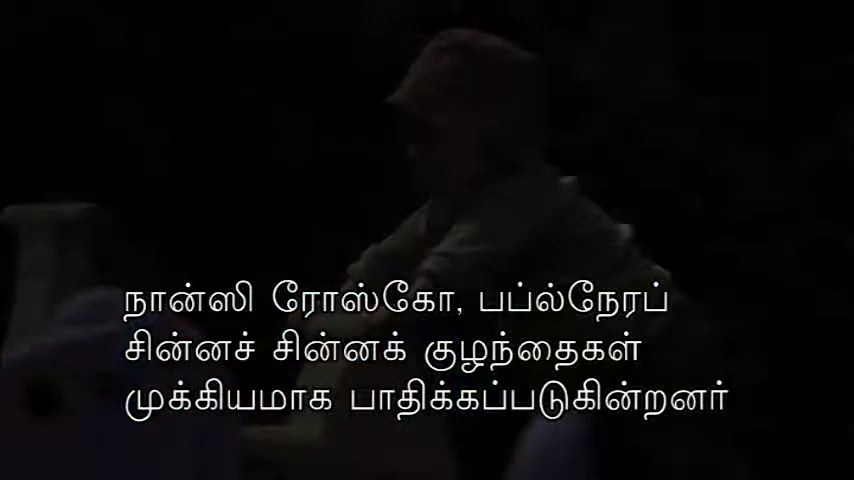 நான்ஸி ரோஸ்கோ, பப்ல்நேரப்
சின்னச் சின்னக் குழந்தைகள்
முக்கியமாக பாதிக்கப்படுகின்றனர்